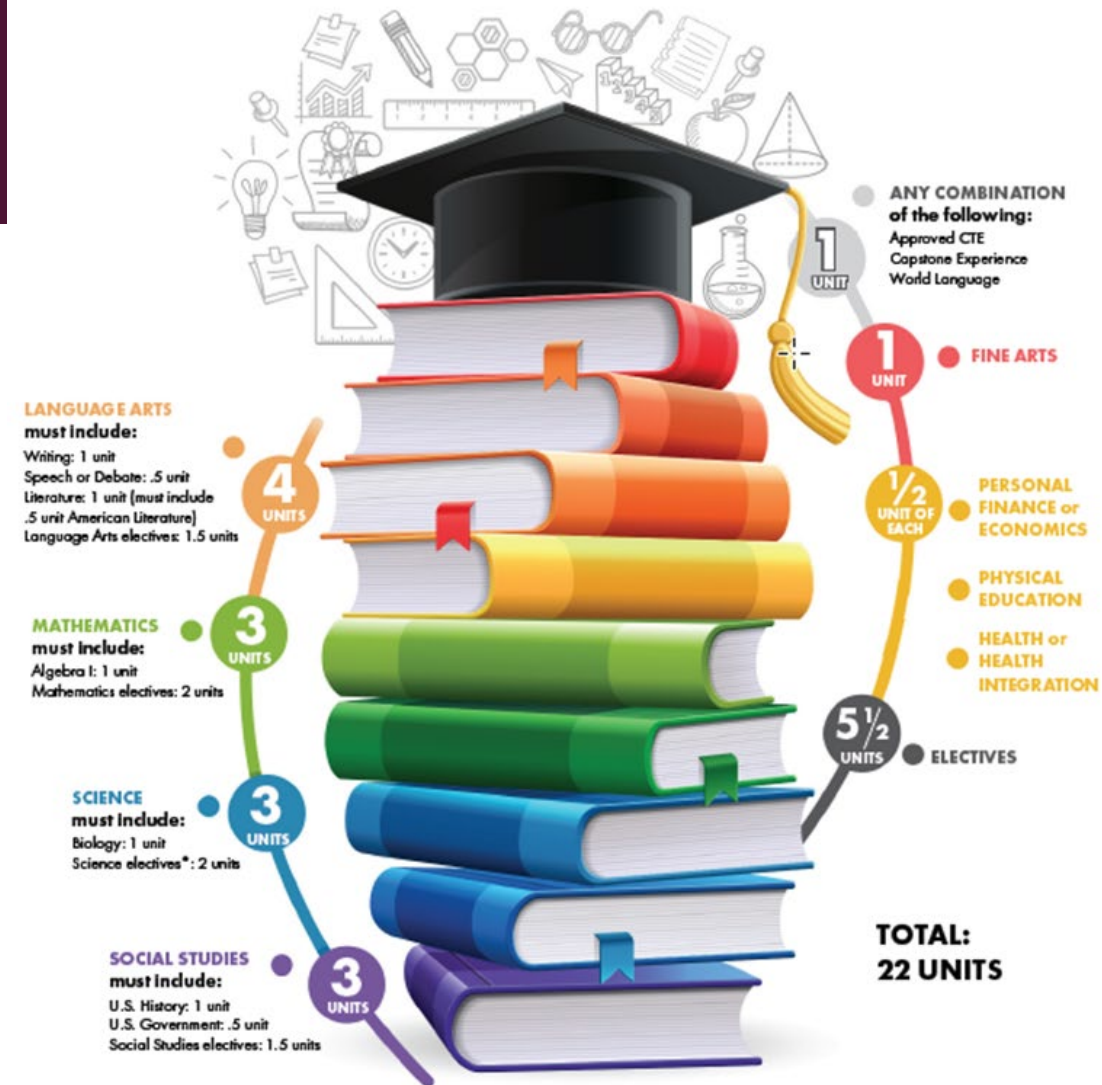 LANGUAGE ARTS
must include:
Writing: 1 unit
Speech or Debate: .5 unit
Literature: 1 unit (must include
.5 unit American Literature)
Language Arts electives: 1.5 units
4
UNITS
MATHEMATICS
must include:
Algebra I: 1 unit
Mathematics electives: 2 units
3
UNITS
SCIENCE
must include:
Biology: 1 unit
Science electives*: 2 units
3
UNITS
SOCIAL STUDIES
must include:
U.S. History: 1 unit
U.S. Government: .5 unit
Social Studies electives: 1.5 units
3
UNITS
1
UNIT
ANY COMBINATION
of the following:
Approved CTE
Capstone Experience
World Language
1
UNIT
FINE ARTS
1/2
UNIT OF
EACH
PERSONAL
FINANCE or
ECONOMICS
PHYSICAL
EDUCATION
HEALTH or
HEALTH
INTEGRATION
5 1/2
UNITS
ELECTIVES
TOTAL:
22 UNITS